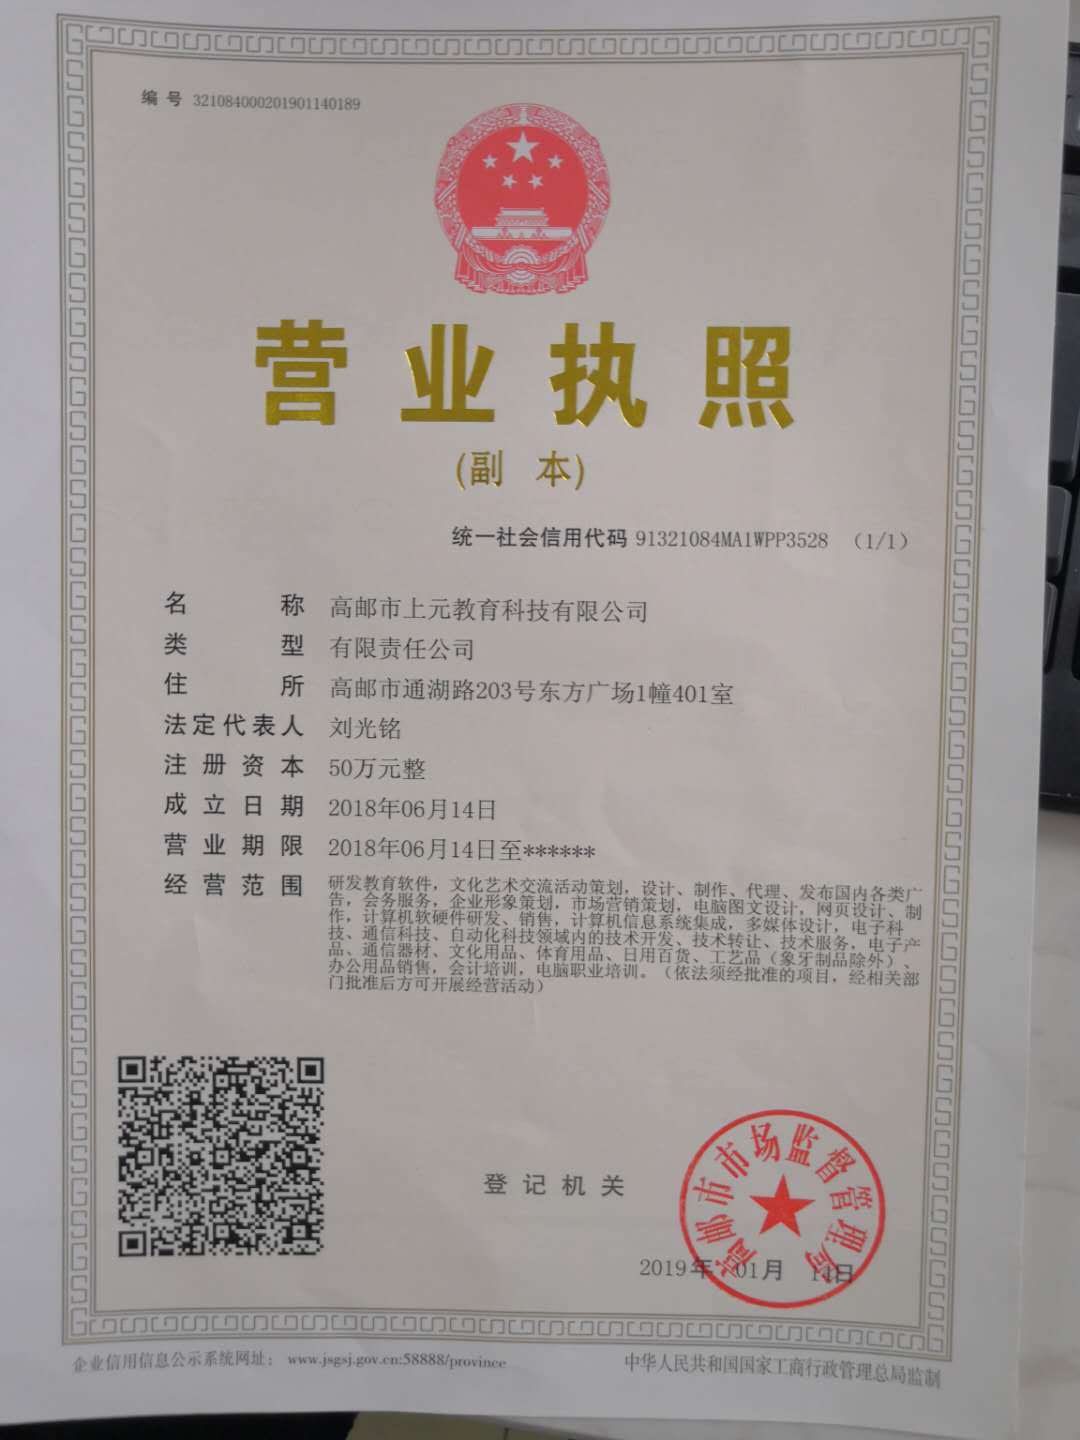 编号 321084000201901140189
营业执照
(副本)
统一社会信用代码 91321084MA1WPP3528 （1/1）
名称 高邮市上元教育科技有限公司
类型 有限责任公司
住所 高邮市通湖路203号东方广场1幢401室
法定代表人 刘光铭
注册资本 50万元整
成立日期 2018年06月14日
营业期限 2018年06月14日至******
经营范围 研发教育软件，文化艺术交流活动策划，设计、制作、代理、发布国内各类广
告，会务服务，企业形象策划，市场营销策划，电脑图文设计，网页设计、制
作，计算机软硬件研发、销售，计算机信息系统集成，多媒体设计，电子科
技、通信科技、自动化科技领域内的技术开发、技术转让、技术服务，电子产
品、通信器材、文化用品、体育用品、日用百货、工艺品（象牙制品除外）、
办公用品销售，会计培训，电脑职业培训。（依法须经批准的项目，经相关部
门批准后方可开展经营活动）
登记机关
高邮市市场监督管理局
2019年 01月 14日
企业信用信息公示系统网址： www.jsgsj.gov.cn:58888/province
中华人民共和国国家工商行政管理总局监制